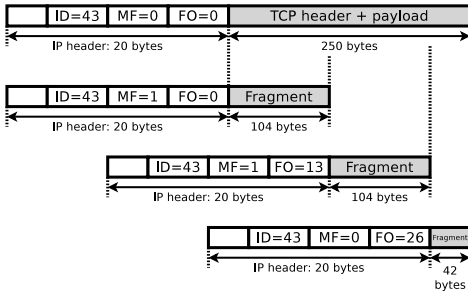 ID=43 MF=0 FO=0 TCP header + payload
IP header: 20 bytes 250 bytes
ID=43 MF=1 FO=0 Fragment
IP header: 20 bytes 104 bytes
ID=43 MF=1 FO=13 Fragment
IP header: 20 bytes 104 bytes
ID=43 MF=0 FO=26 Fragment
IP header: 20 bytes 42
bytes